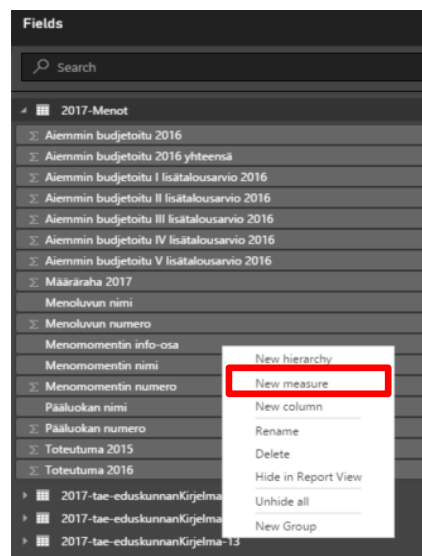 Fields
Search
2017-Menot
Aiemmin budjetoitu 2016
Aiemmin budjetoitu 2016 yhteensä
Aiemmin budjetoitu I lisätalousarvio 2016
Aiemmin budjetoitu II lisätalousarvio 2016
Aiemmin budjetoitu III lisätalousarvio 2016
Aiemmin budjetoitu IV lisätalousarvio 2016
Aiemmin budjetoitu V lisätalousarvio 2016
Määräraha 2017
Menoluvun nimi
Menoluvun numero
Menomomentin info-osa
Menomomentin nimi
Menomomentin numero
Pääluokan nimi
Pääluokan numero
Toteutuma 2015
Toteutuma 2016
2017-tae-eduskunnanKirjelma
2017-tae-eduskunnanKirjelma
2017-tae-eduskunnanKirjelma-13
New hierarchy
New measure
New column
Rename
Delete
Hide in Report View
Unhide all
New Group